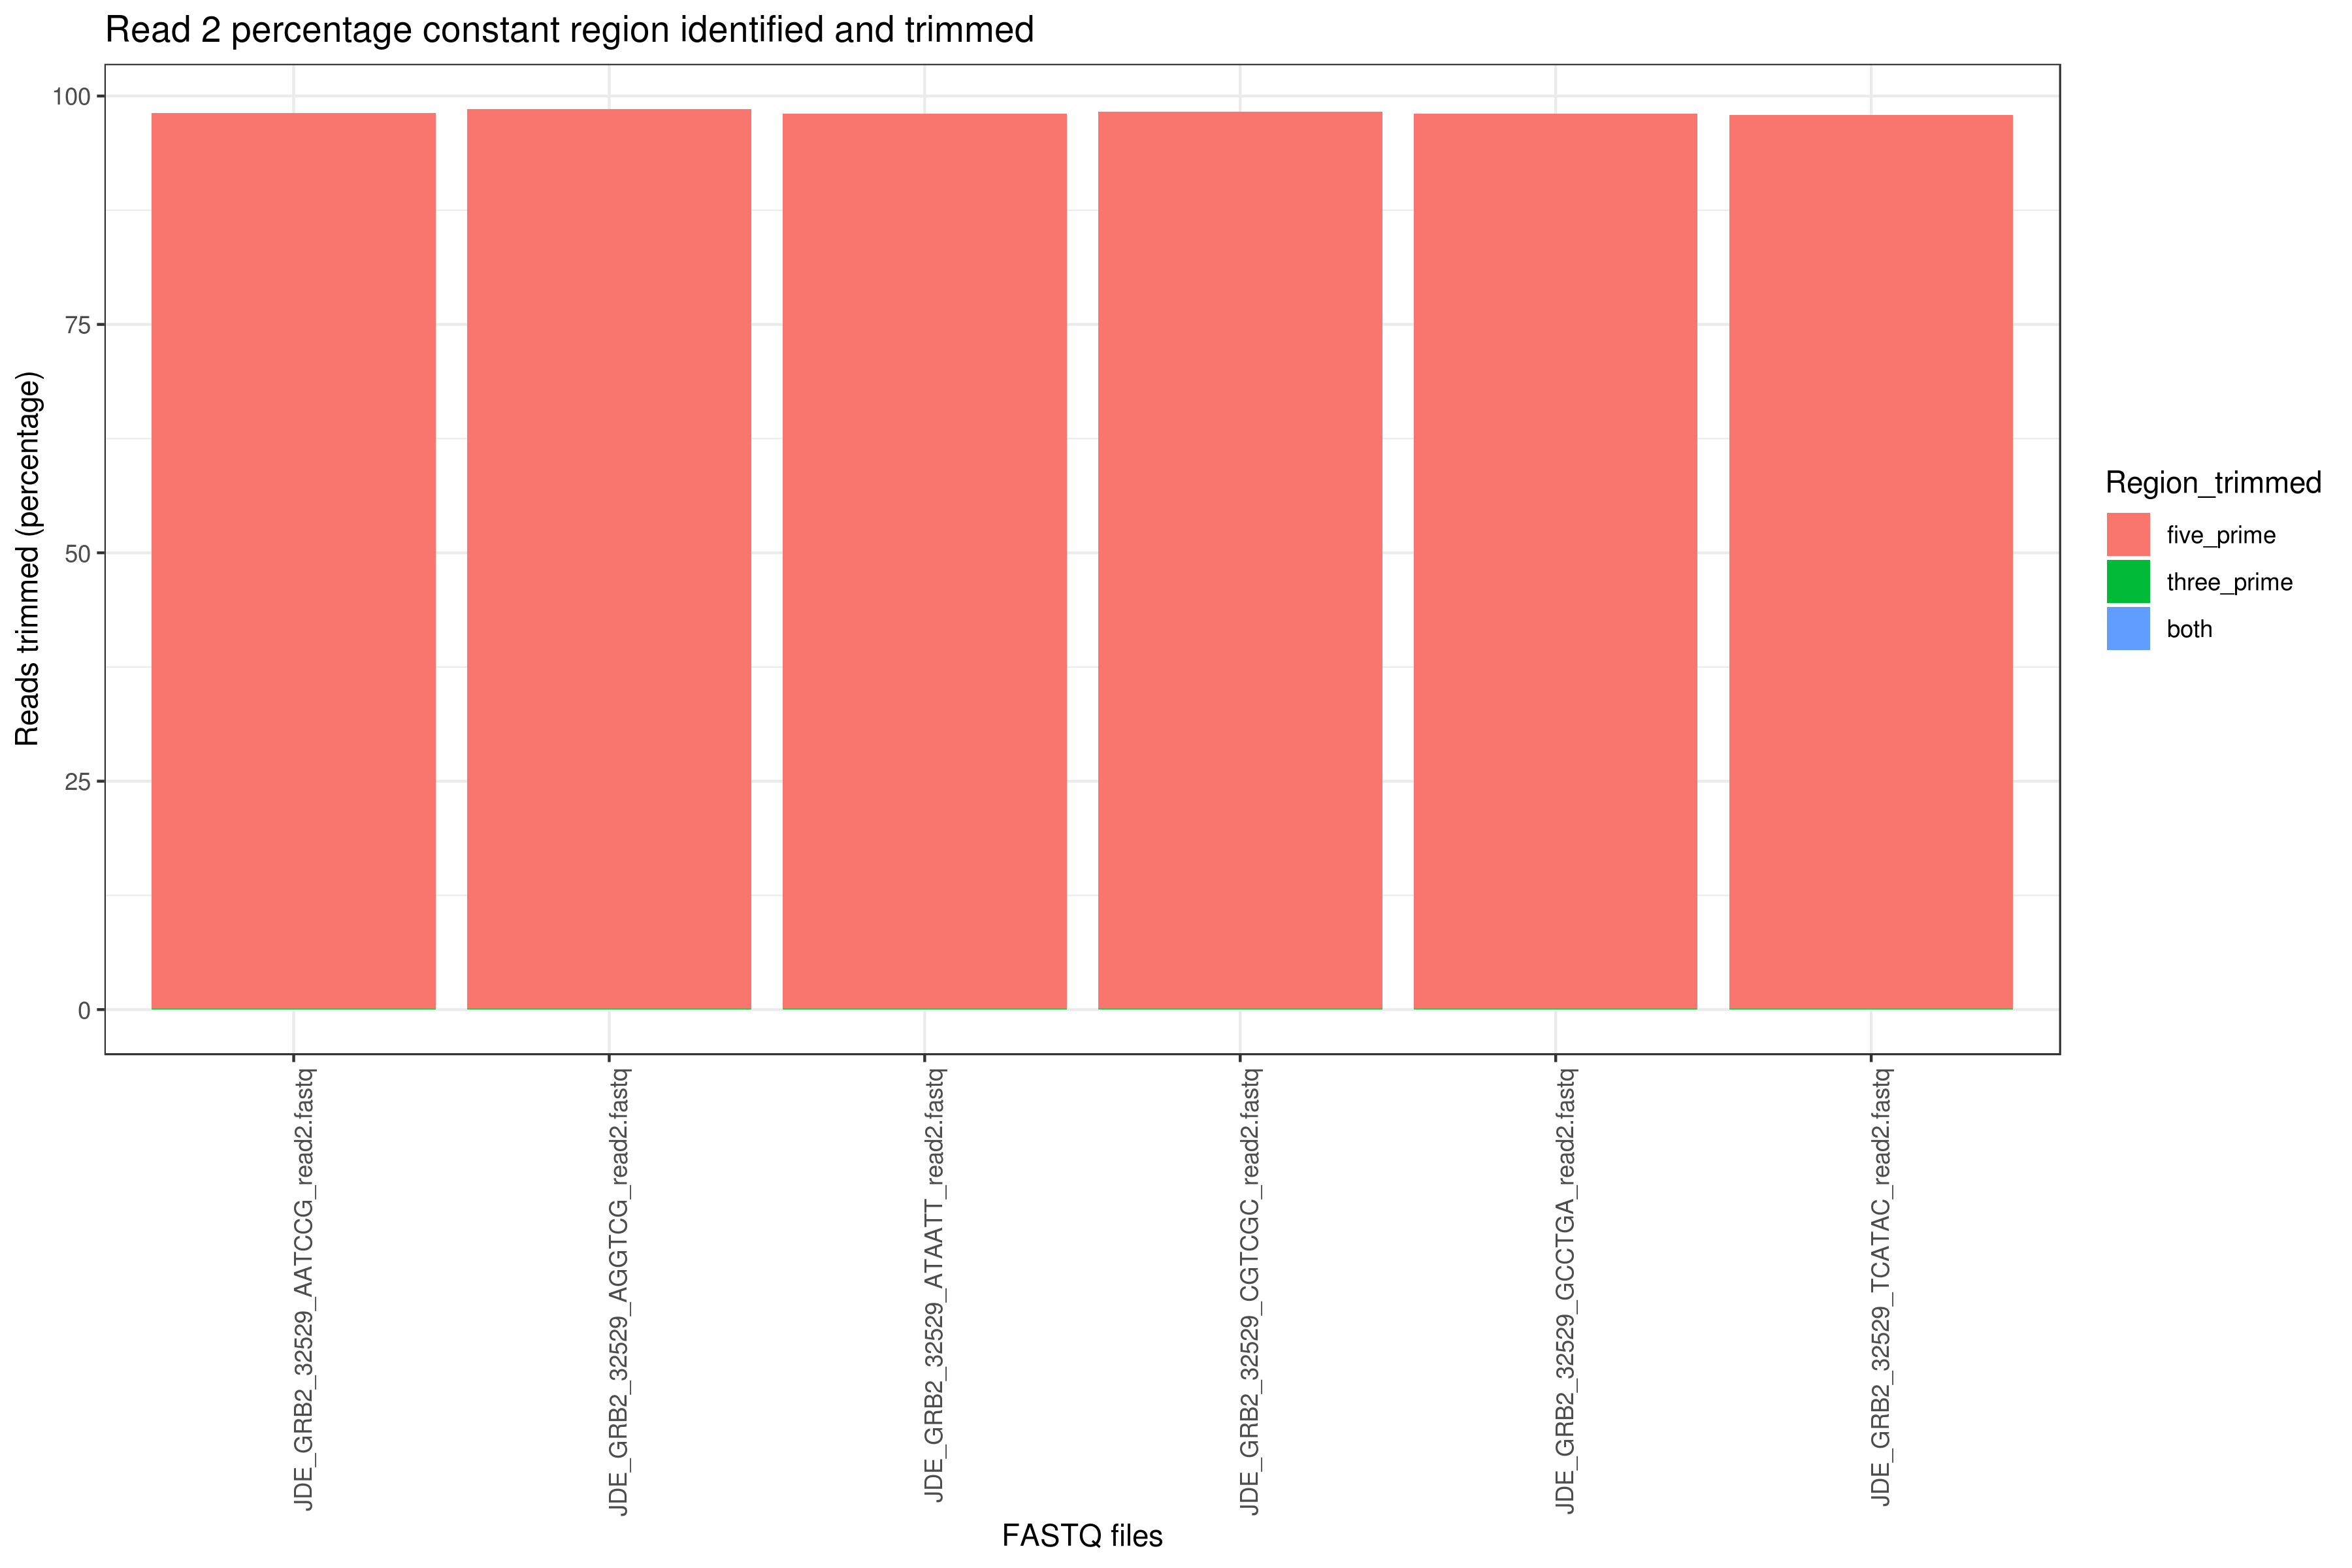 Read 2 percentage constant region identified and trimmed
Reads trimmed (percentage)
100
75
50
25
0
JDE_GRB2_32529_AATCCG_read2.fastq
JDE_GRB2_32529_AGGTCG_read2.fastq
JDE_GRB2_32529_ATAATT_read2.fastq
JDE_GRB2_32529_CGTCGC_read2.fastq
JDE_GRB2_32529_GCCTGA_read2.fastq
JDE_GRB2_32529_TCATAC_read2.fastq
FASTQ files
Region_trimmed
five_prime
three_prime
both